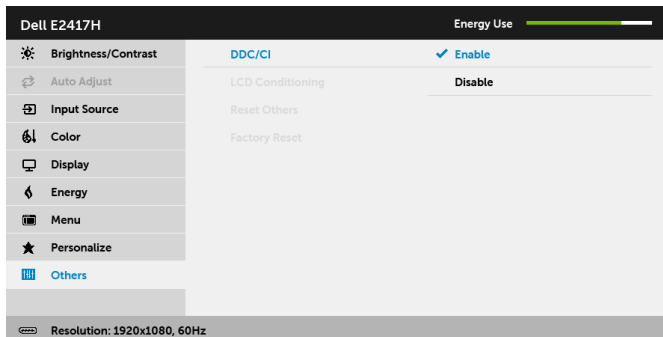 Dell E2417H
Energy Use
Brightness/Contrast
Auto Adjust
Input Source
Color
Display
Energy
Menu
Personalize
Others
DDC/CI
LCD Conditioning
Reset Others
Factory Reset
Enable
Disable
Resolution: 1920x1080, 60Hz